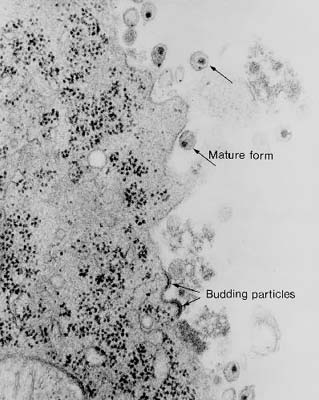 Mature form
Budding particles